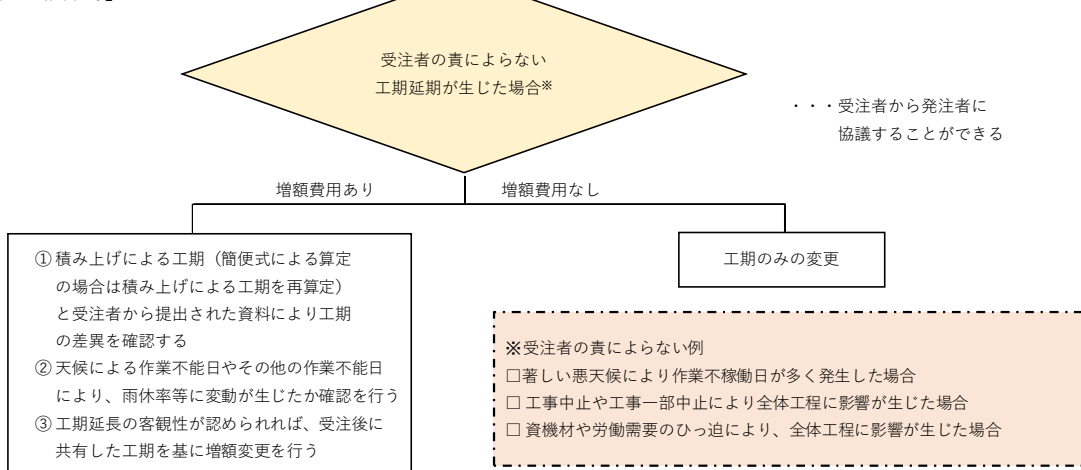 受注者の責によらない
工期延期が生じた場合※
・・・受注者から発注者に
協議することができる
増額費用あり
増額費用なし
①積み上げによる工期（簡便式による算定
の場合は積み上げによる工期を再算定）
と受注者から提出された資料により工期
の差異を確認する
②天候による作業不能日やその他の作業不能日
により、雨休率等に変動が生じたか確認を行う
③工期延長の客観性が認められれば、受注後に
共有した工期を基に増額変更を行う
工期のみの変更
※受注者の責によらない例
□著しい悪天候により作業不稼働日が多く発生した場合
□ 工事中止や工事一部中止により全体工程に影響が生じた場合
□ 資機材や労働需要のひっ迫により、全体工程に影響が生じた場合